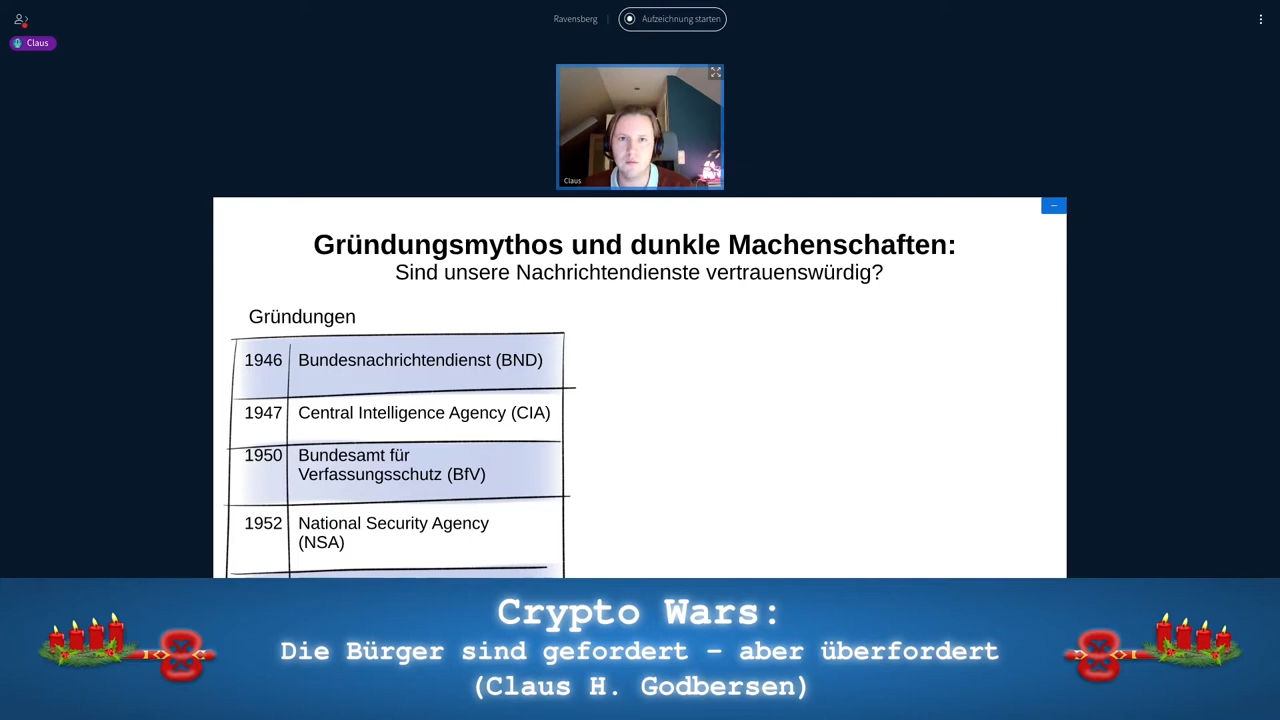 Ravensberg
Aufzeichnung starten
Claus
Claus
Gründungsmythos und dunkle Machenschaften:
Sind unsere Nachrichtendienste vertrauenswürdig?
Gründungen
1946 Bundesnachrichtendienst (BND)
1947 Central Intelligence Agency (CIA)
1950 Bundesamt für
Verfassungsschutz (BfV)
1952 National Security Agency
(NSA)
Crypto Wars:
Die Bürger sind gefordert – aber überfordert
(Claus H. Godbersen)